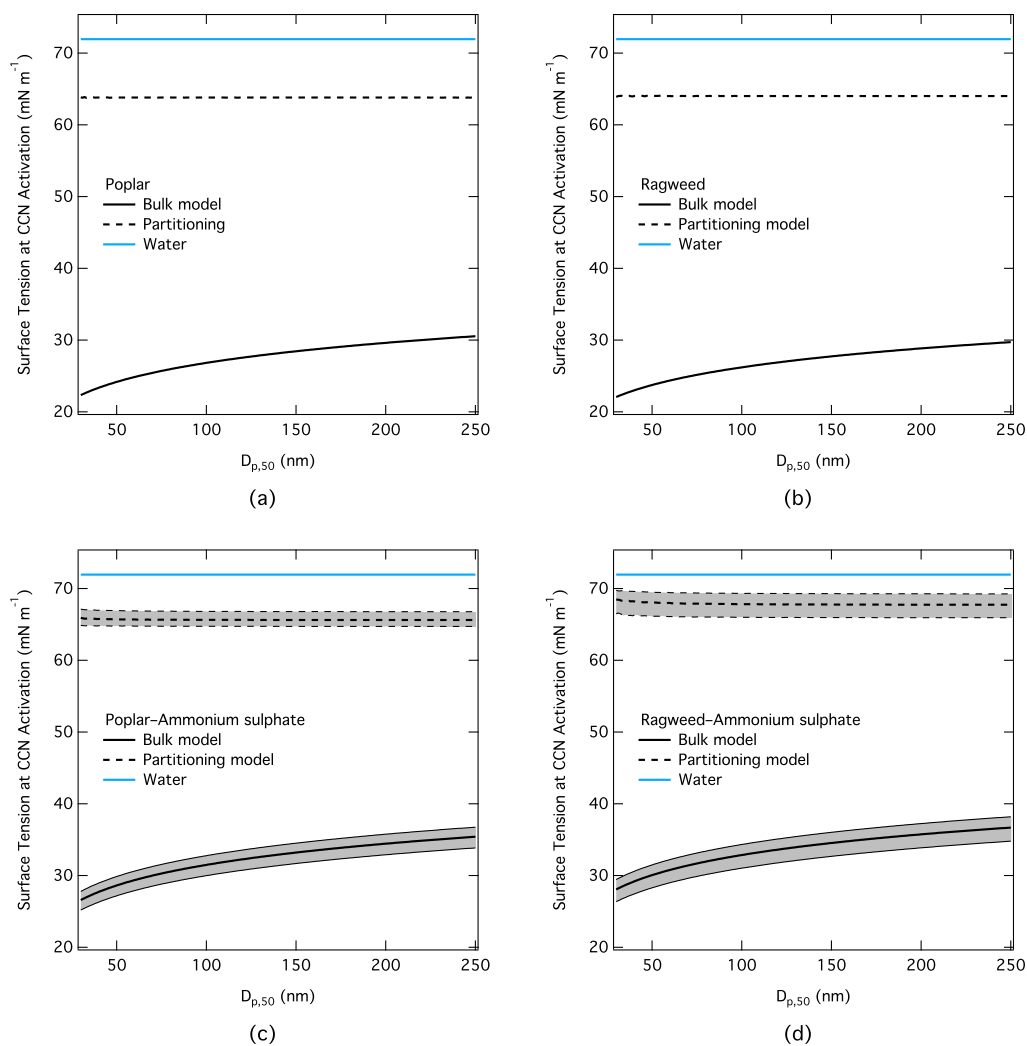 Surface Tension at CCN Activation (mN m-1)
70
60
50
40
30
20
Poplar
Bulk model
Partitioning
Water
50 100 150 200 250
Dp,50 (nm)
(a)
Surface Tension at CCN Activation (mN m-1)
70
60
50
40
30
20
Ragweed
Bulk model
Partitioning model
Water
50 100 150 200 250
Dp,50 (nm)
(b)
Surface Tension at CCN Activation (mN m-1)
70
60
50
40
30
20
Poplar–Ammonium sulphate
Bulk model
Partitioning model
Water
50 100 150 200 250
Dp,50 (nm)
(c)
Surface Tension at CCN Activation (mN m-1)
70
60
50
40
30
20
Ragweed–Ammonium sulphate
Bulk model
Partitioning model
Water
50 100 150 200 250
Dp,50 (nm)
(d)